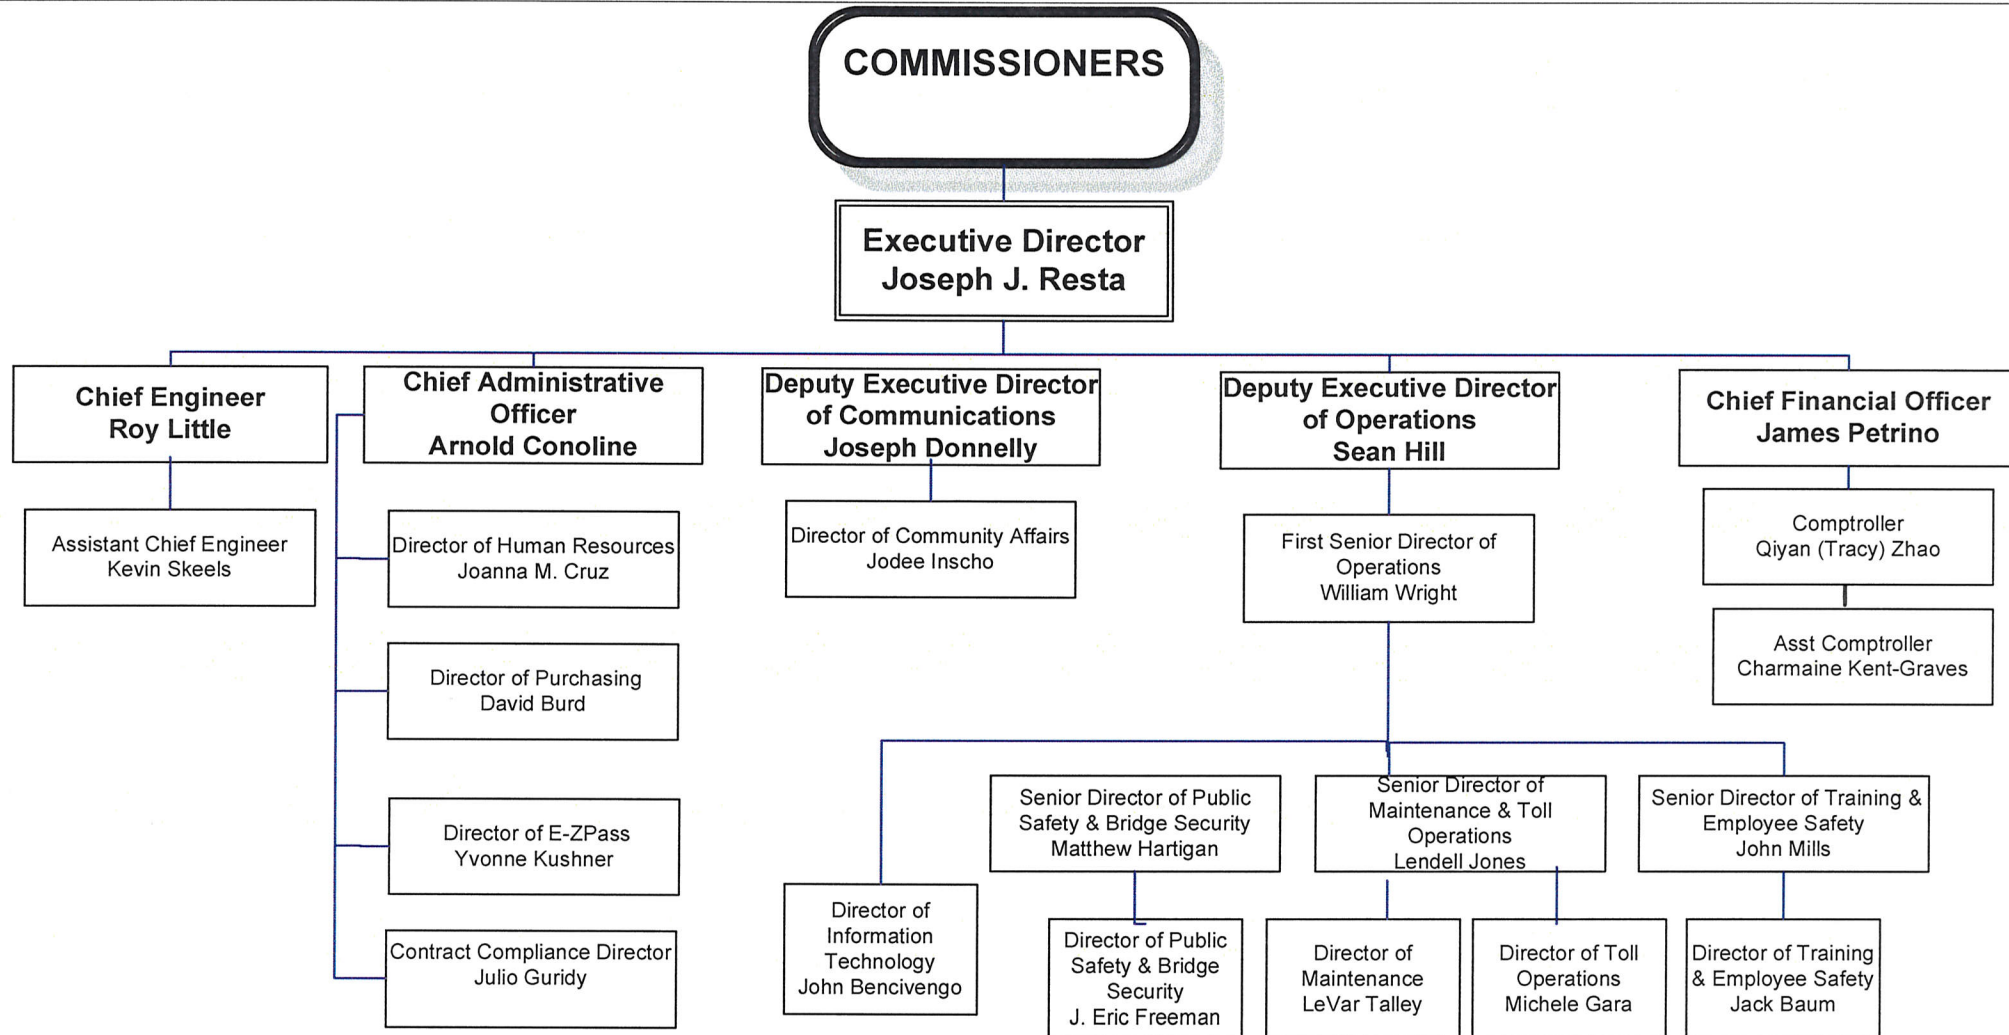 COMMISSIONERS
Executive Director
Joseph J. Resta
Chief Engineer
Roy Little
Chief Administrative
Officer
Arnold Conoline
Deputy Executive Director
of Communications
Joseph Donnelly
Deputy Executive Director
of Operations
Sean Hill
Chief Financial Officer
James Petrino
Assistant Chief Engineer
Kevin Skeels
Director of Human Resources
Joanna M. Cruz
Director of Purchasing
David Burd
Director of E-ZPass
Yvonne Kushner
Contract Compliance Director
Julio Guridy
Director of Community Affairs
Jodee Inscho
First Senior Director of
Operations
William Wright
Comptroller
Qiyan (Tracy) Zhao
Asst Comptroller
Charmaine Kent-Graves
Senior Director of Public
Safety & Bridge Security
Matthew Hartigan
Senior Director of
Maintenance & Toll
Operations
Lendell Jones
Senior Director of Training &
Employee Safety
John Mills
Director of
Information
Technology
John Bencivengo
Director of Public
Safety & Bridge
Security
J. Eric Freeman
Director of
Maintenance
LeVar Talley
Director of Toll
Operations
Michele Gara
Director of Training
& Employee Safety
Jack Baum